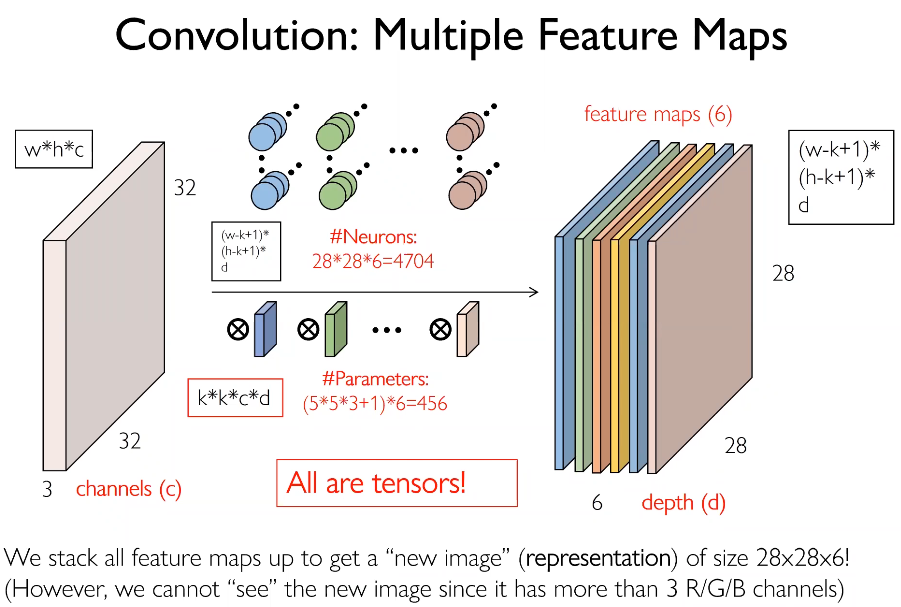 Convolution: Multiple Feature Maps
w*h*c
32
32
3 channels (c)
(w-k+1)*
(h-k+1)*
d
#Neurons:
28*28*6=4704
k*k*c*d
#Parameters:
(5*5*3+1)*6=456
All are tensors!
feature maps (6)
(w-k+1)*
(h-k+1)*
d
28
28
6 depth (d)
We stack all feature maps up to get a “new image” (representation) of size 28x28x6!
(However, we cannot “see” the new image since it has more than 3 R/G/B channels)